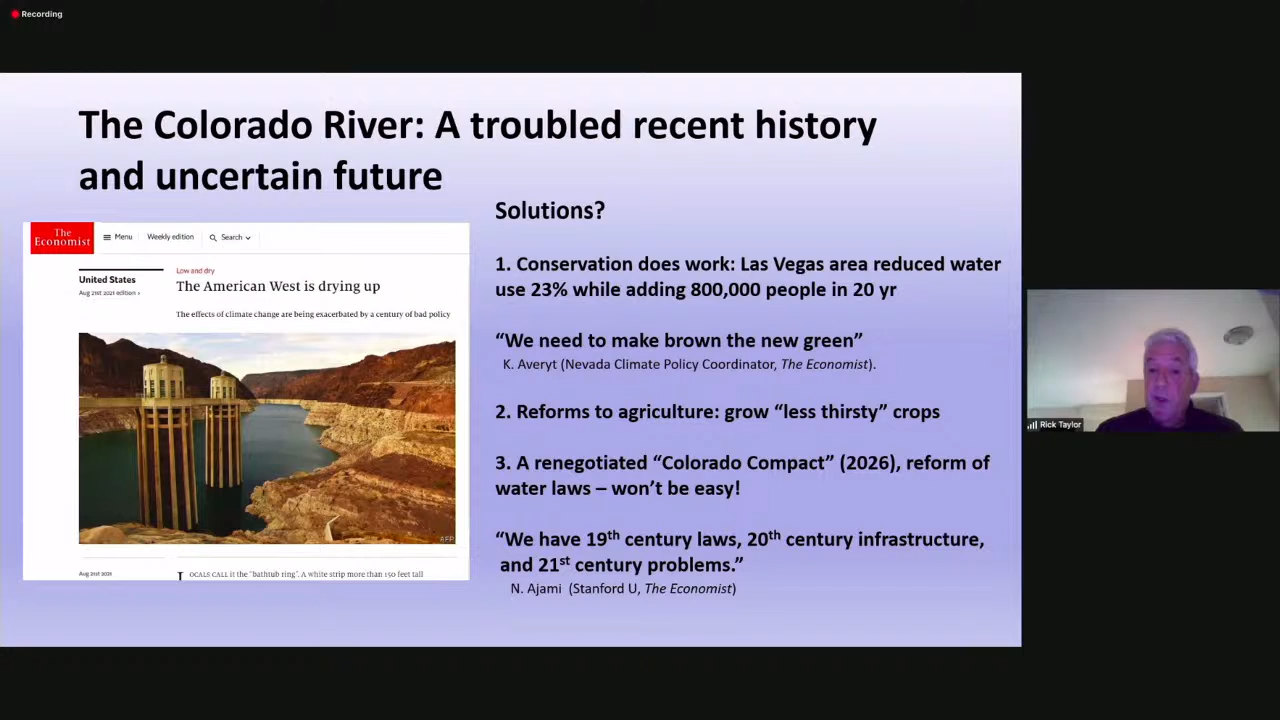 Recording
The Colorado River: A troubled recent history
and uncertain future
The
Economist
Menu
Weekly edition
Search
United States
Aug 21st 2021 edition
Low and dry
The American West is drying up
The effects of climate change are being exacerbated by a century of bad policy
AFP
Aug 21st 2021
LOCALS CALL it the "bathtub ring". A white strip more than 150 feet tall
Solutions?
1. Conservation does work: Las Vegas area reduced water
use 23% while adding 800,000 people in 20 yr
“We need to make brown the new green”
K. Averyt (Nevada Climate Policy Coordinator, The Economist).
2. Reforms to agriculture: grow “less thirsty” crops
3. A renegotiated “Colorado Compact” (2026), reform of
water laws – won’t be easy!
“We have 19th century laws, 20th century infrastructure,
and 21st century problems.”
N. Ajami (Stanford U, The Economist)
Rick Taylor